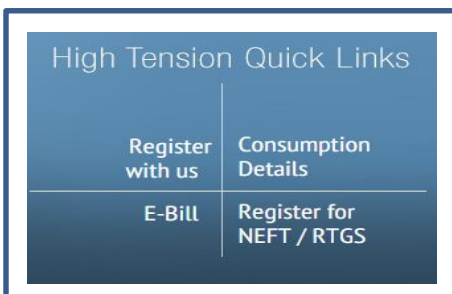 High Tension Quick Links
Register
with us
Consumption
Details
E-Bill
Register for
NEFT / RTGS